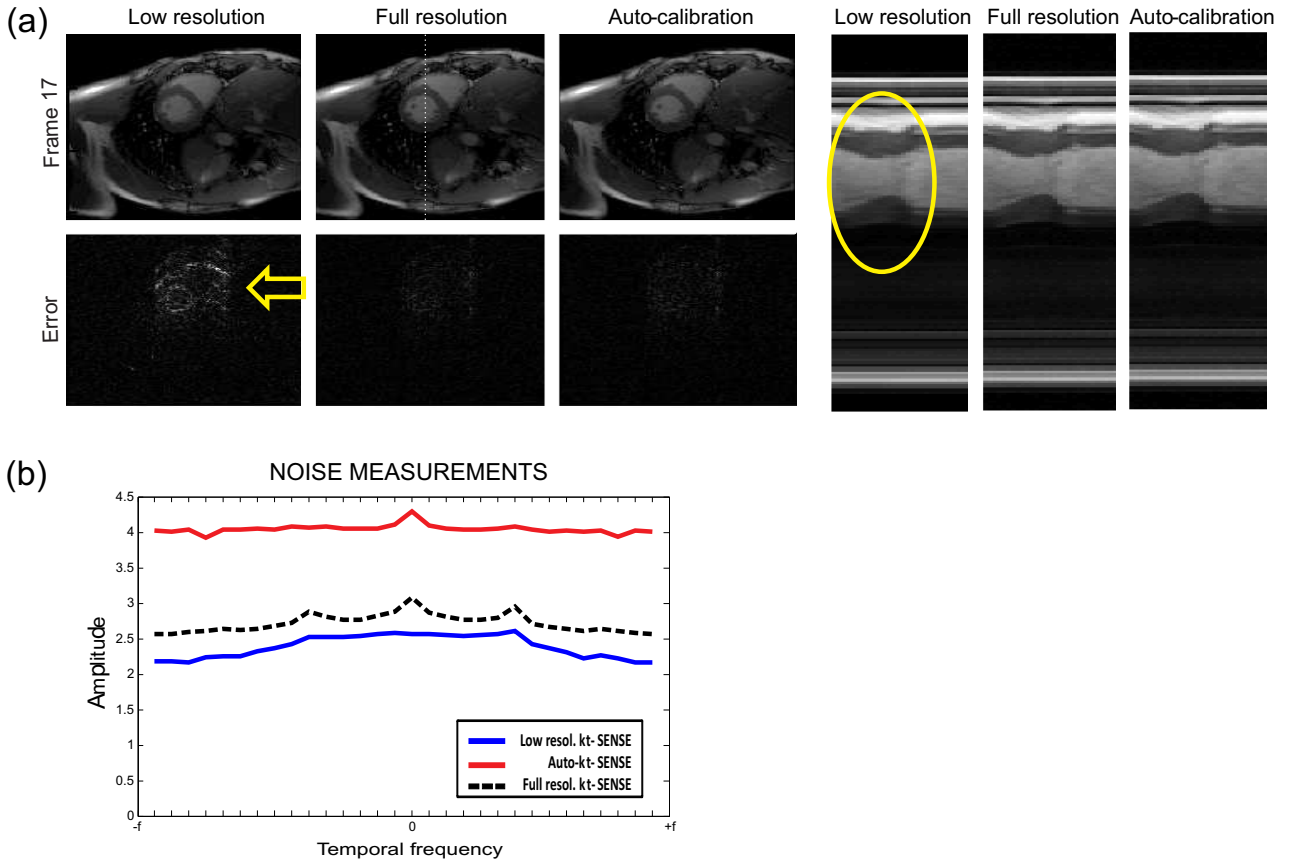 (a)
Low resolution Full resolution Auto-calibration Low resolution Full resolution Auto-calibration
Frame 17
Error
(b)
NOISE MEASUREMENTS
4.5
4
3.5
3
2.5
2
1.5
1
0.5
0
Amplitude
Low resol. kt- SENSE
Auto-kt- SENSE
Full resol. kt- SENSE
-f 0 +f
Temporal frequency